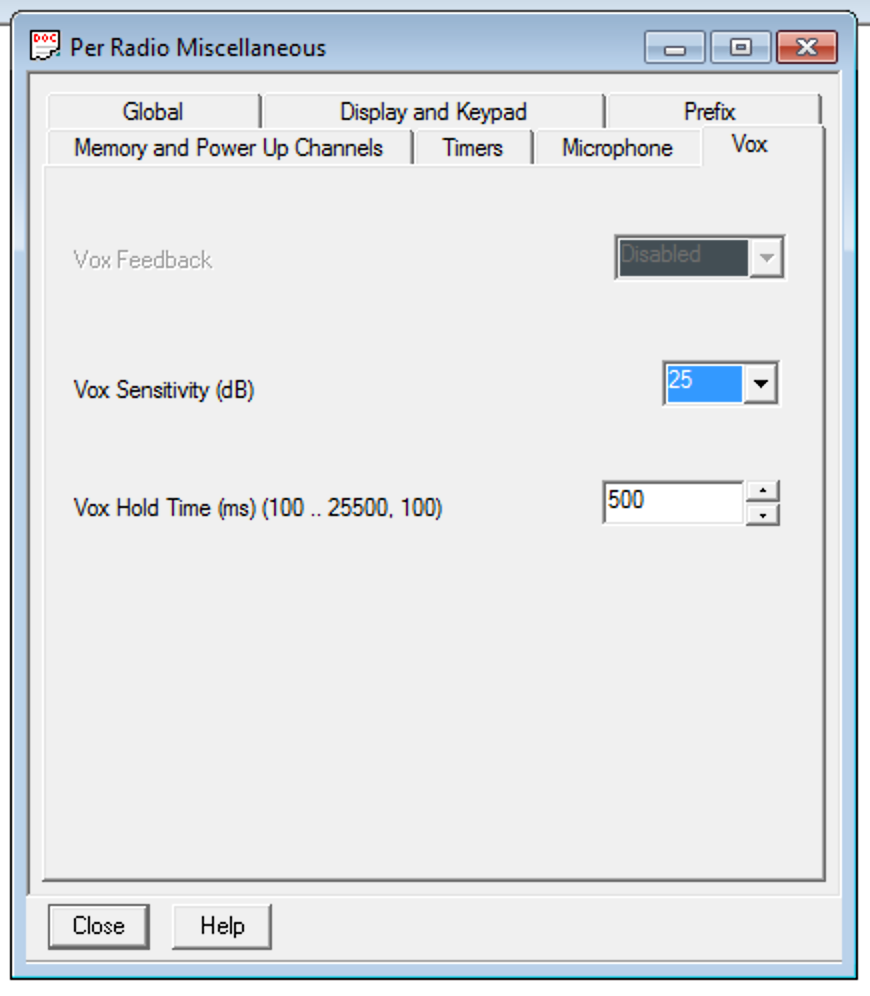 DOC Per Radio Miscellaneous
Global Display and Keypad Prefix
Memory and Power Up Channels Timers Microphone Vox
Vox Feedback Disabled
Vox Sensitivity (dB) 25
Vox Hold Time (ms) (100 .. 25500, 100) 500
Close Help